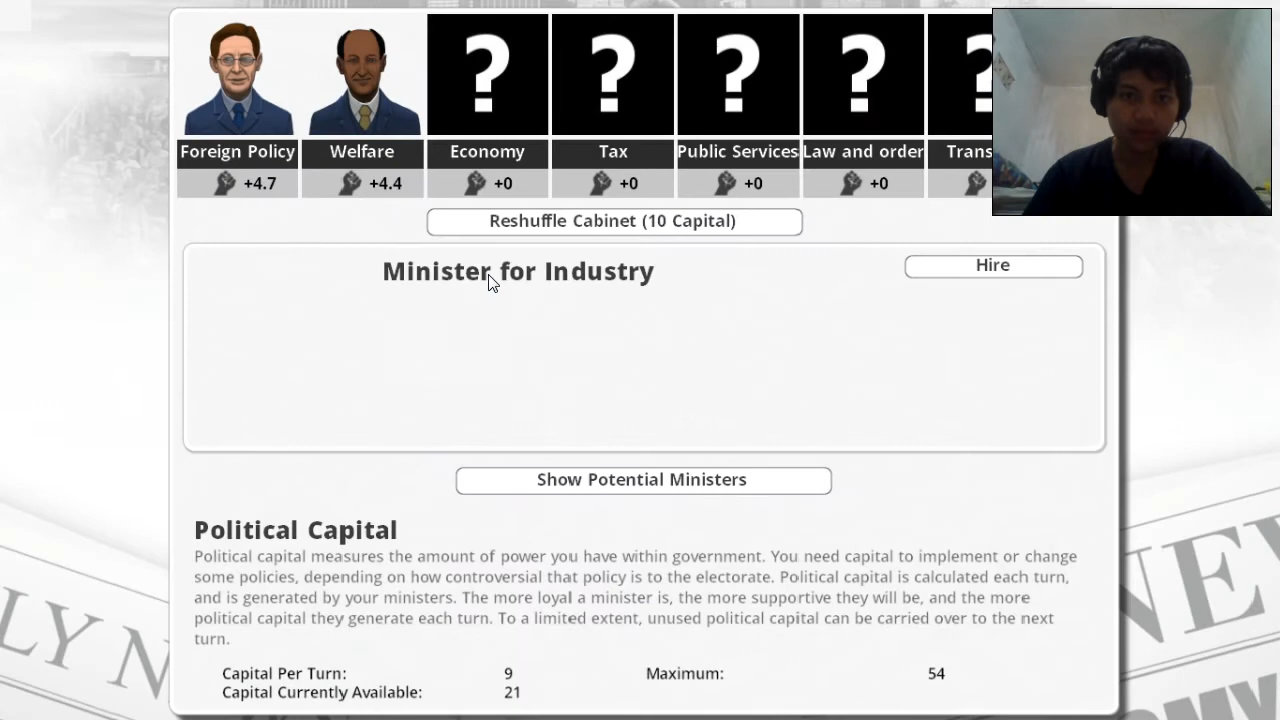 Foreign Policy Welfare Economy Tax Public Services Law and order Trans
+4.7 +4.4 +0 +0 +0 +0
Reshuffle Cabinet (10 Capital)
Minister for Industry
Hire
Show Potential Ministers
Political Capital
Political capital measures the amount of power you have within government. You need capital to implement or change
some policies, depending on how controversial that policy is to the electorate. Political capital is calculated each turn,
and is generated by your ministers. The more loyal a minister is, the more supportive they will be, and the more
political capital they generate each turn. To a limited extent, unused political capital can be carried over to the next
turn.
Capital Per Turn: 9 Maximum: 54
Capital Currently Available: 21